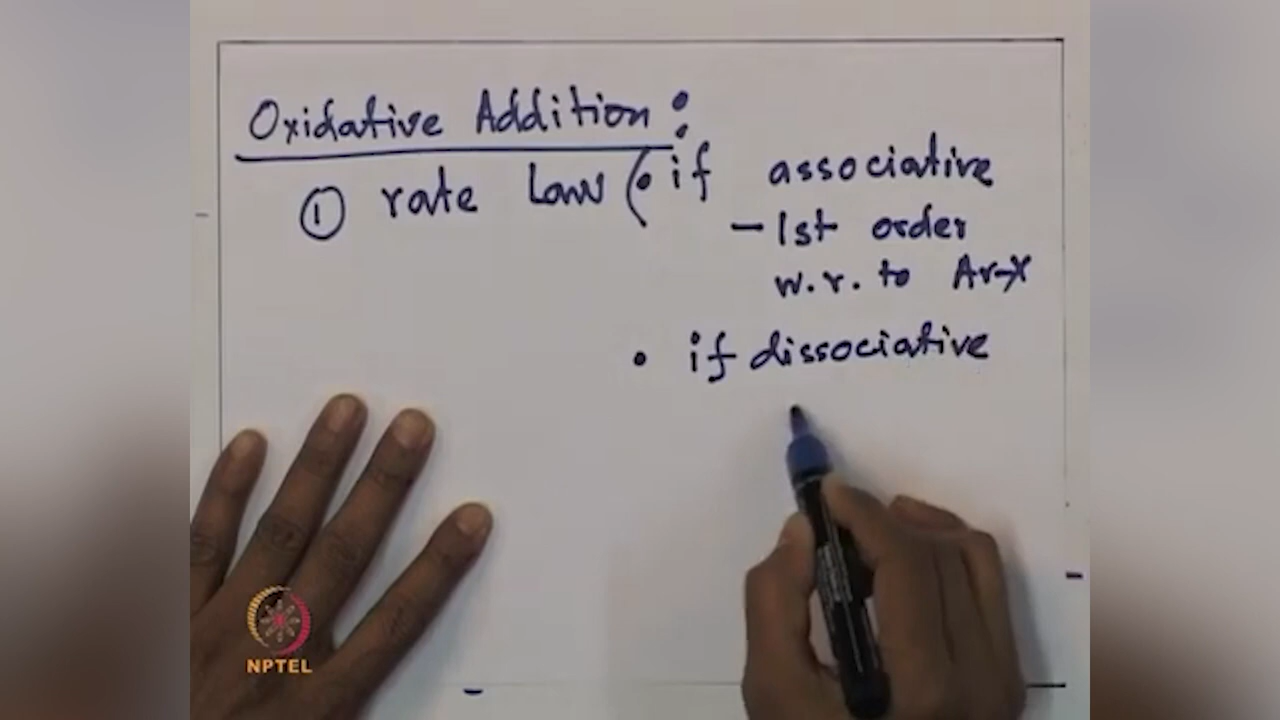 Oxidative Addition :
① rate law ( • if associative
– 1st order
w.r. to Ar-X
• if dissociative
NPTEL